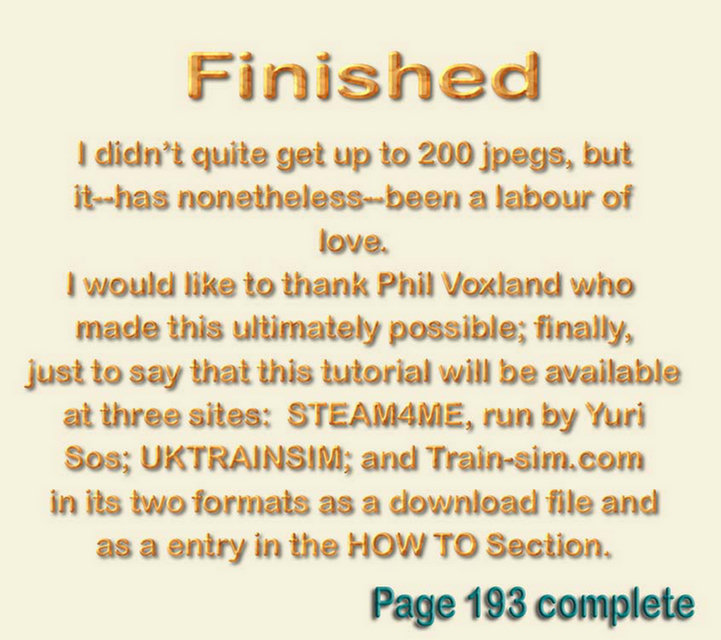 Finished
I didn't quite get up to 200 jpegs, but
it--has nonetheless--been a labour of
love.
I would like to thank Phil Voxland who
made this ultimately possible; finally,
just to say that this tutorial will be available
at three sites:  STEAM4ME, run by Yuri
Sos; UKTRAINSIM; and Train-sim.com
in its two formats as a download file and
as a entry in the HOW TO Section.
Page 193 complete